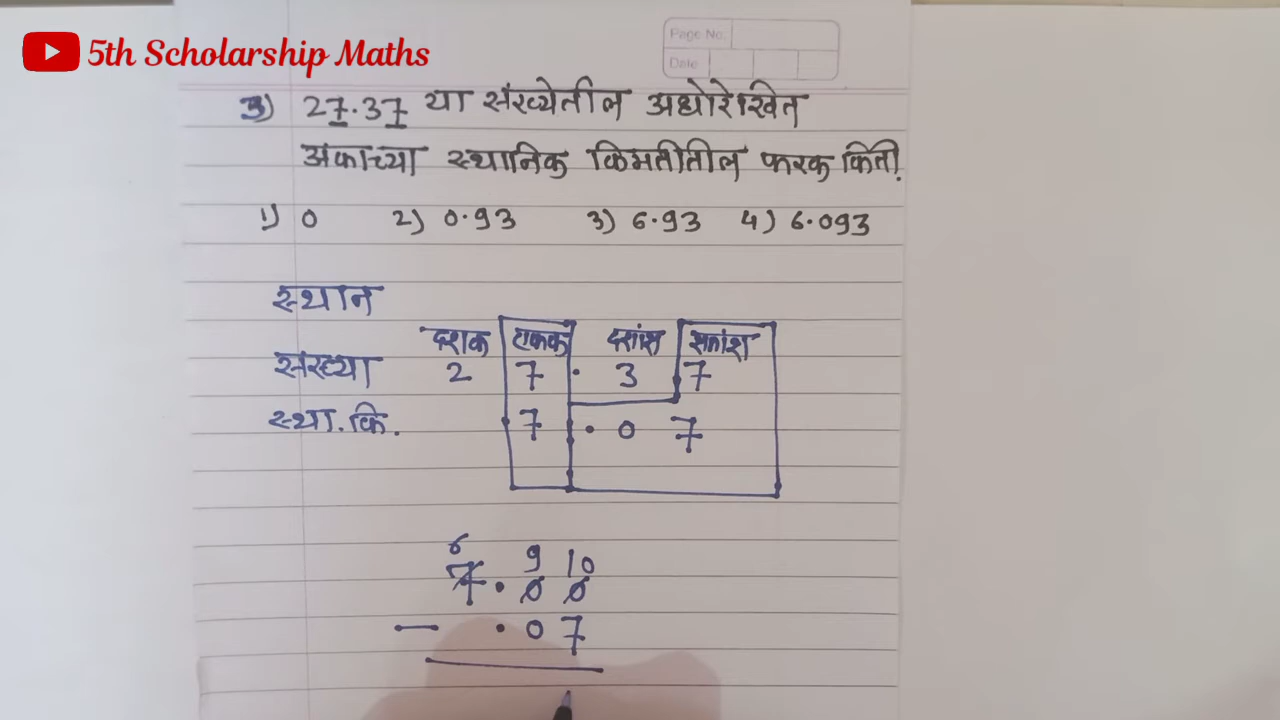 5th Scholarship Maths
Page No.
Date
3) 27.37 या संख्येतील अधोरेखित
अंकाच्या स्थानिक किंमतीतील फरक किती.
1) 0 2) 0.93 3) 6.93 4) 6.093
स्थान
दशक एकक दशांश शतांश
संख्या 2 7 . 3 7
स्था. किं. 7 . 0 7
6 9 10
7 . 0 0
— . 0 7